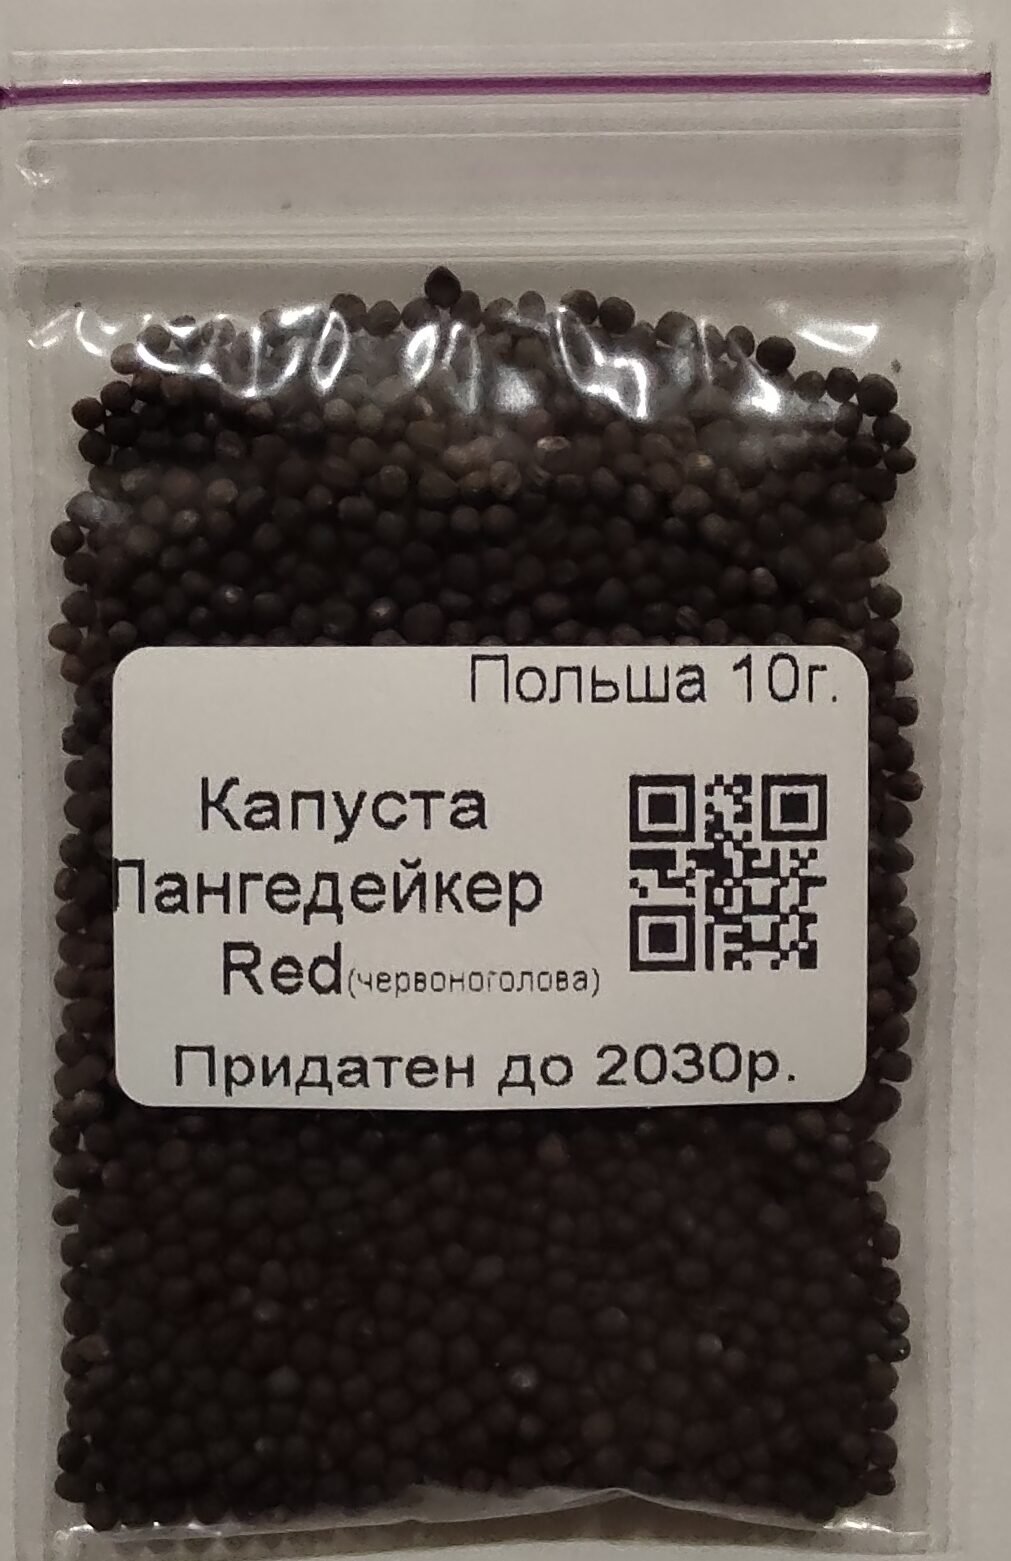 Польша 10г.
Капуста
Лангедейкер
Red(червоноголова)
Придатен до 2030р.